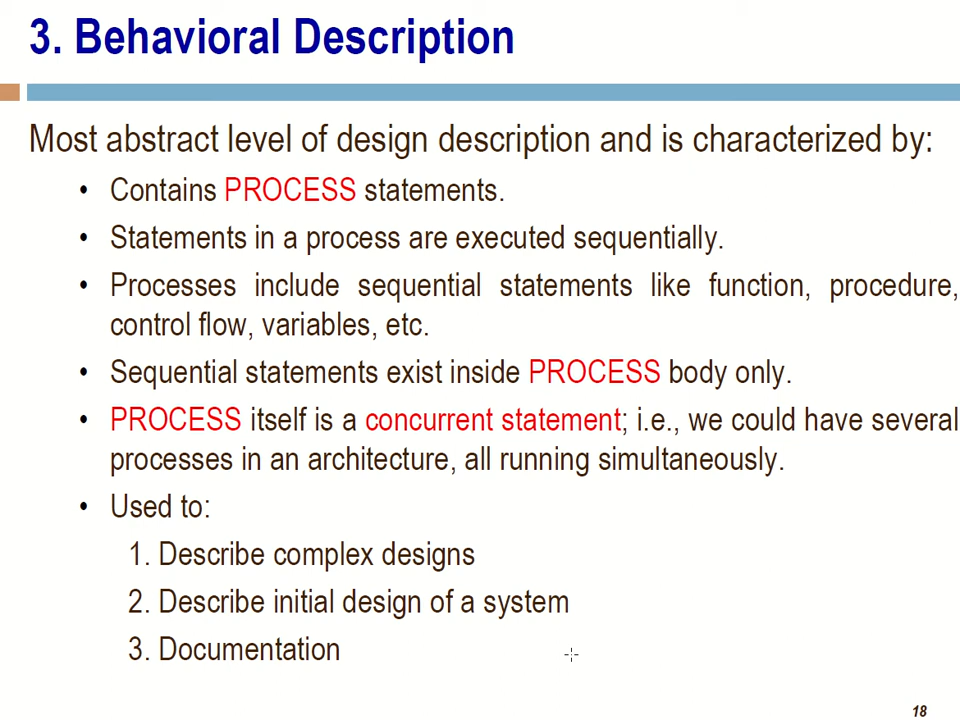 3. Behavioral Description
Most abstract level of design description and is characterized by:
• Contains PROCESS statements.
• Statements in a process are executed sequentially.
• Processes include sequential statements like function, procedure,
control flow, variables, etc.
• Sequential statements exist inside PROCESS body only.
• PROCESS itself is a concurrent statement; i.e., we could have several
processes in an architecture, all running simultaneously.
• Used to:
1. Describe complex designs
2. Describe initial design of a system
3. Documentation
18